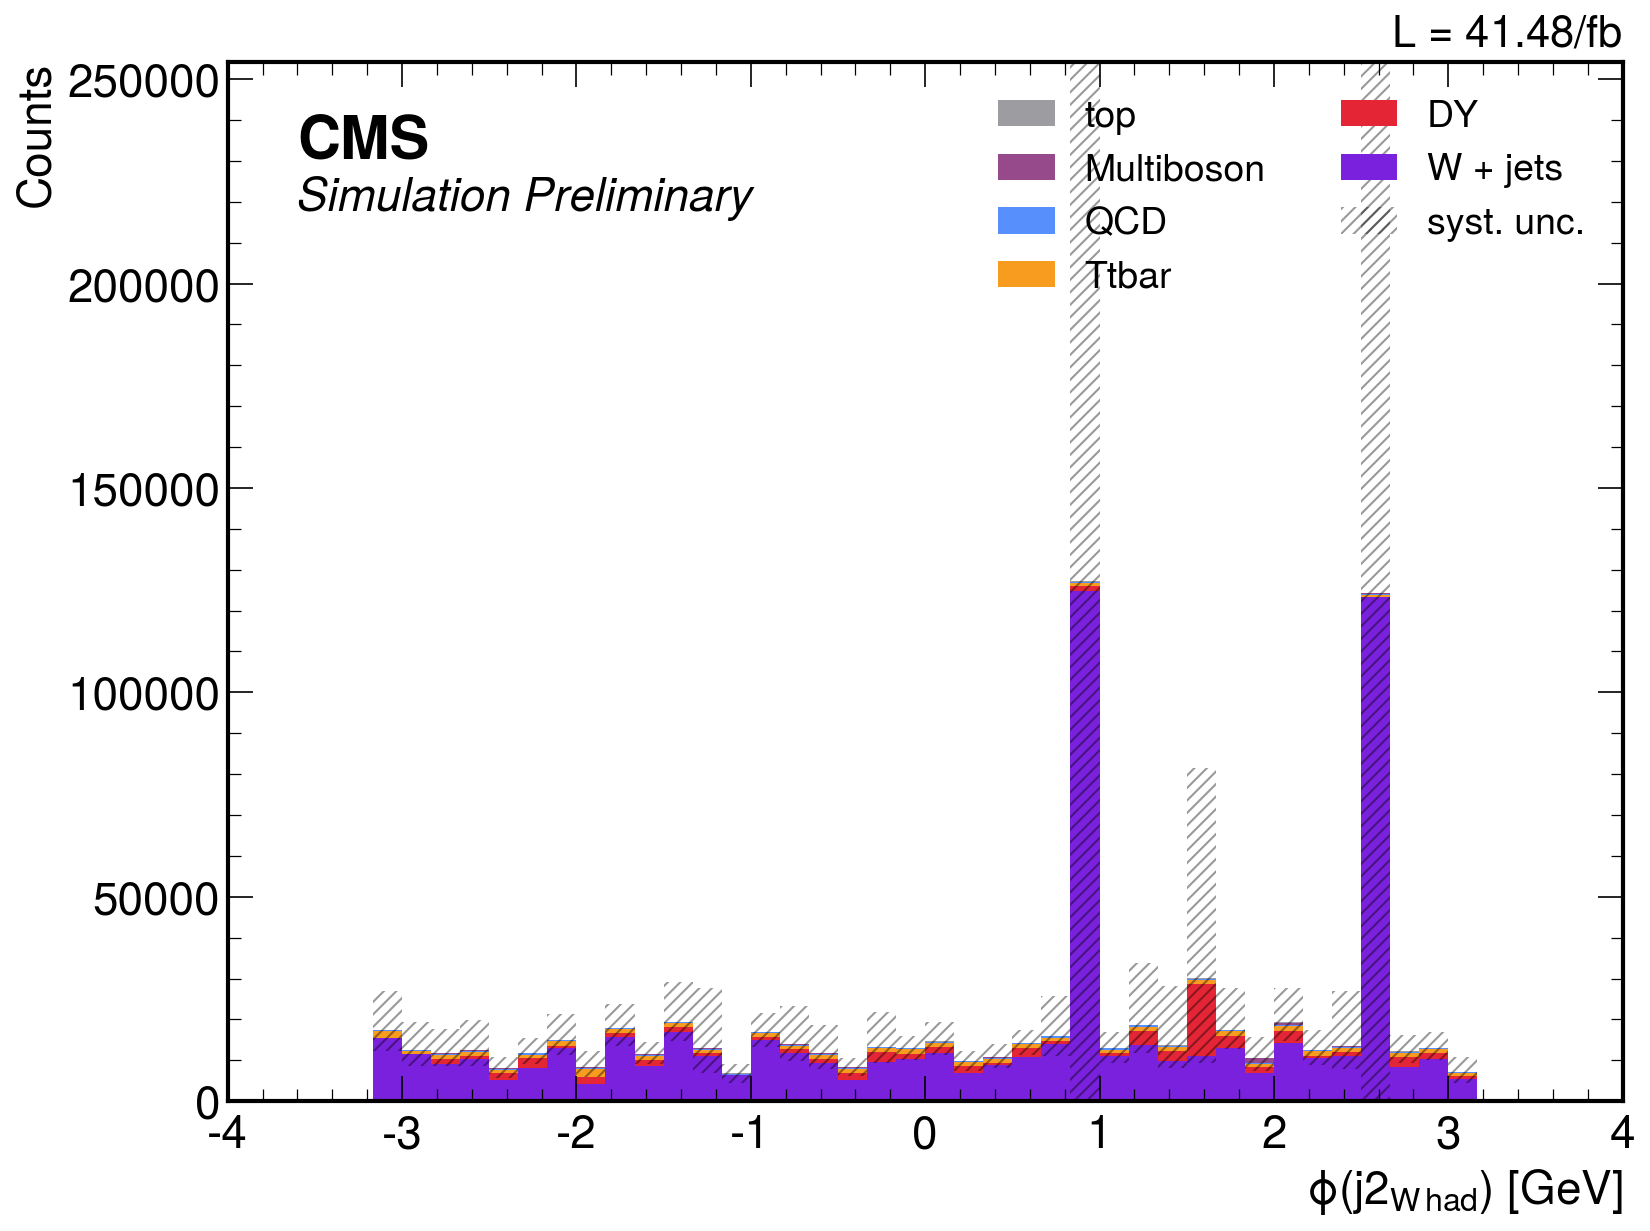 L = 41.48/fb
Counts
250000
200000
150000
100000
50000
0
CMS
Simulation Preliminary
top
Multiboson
QCD
Ttbar
DY
W + jets
syst. unc.
-4 -3 -2 -1 0 1 2 3 4
ϕ(j2W had) [GeV]